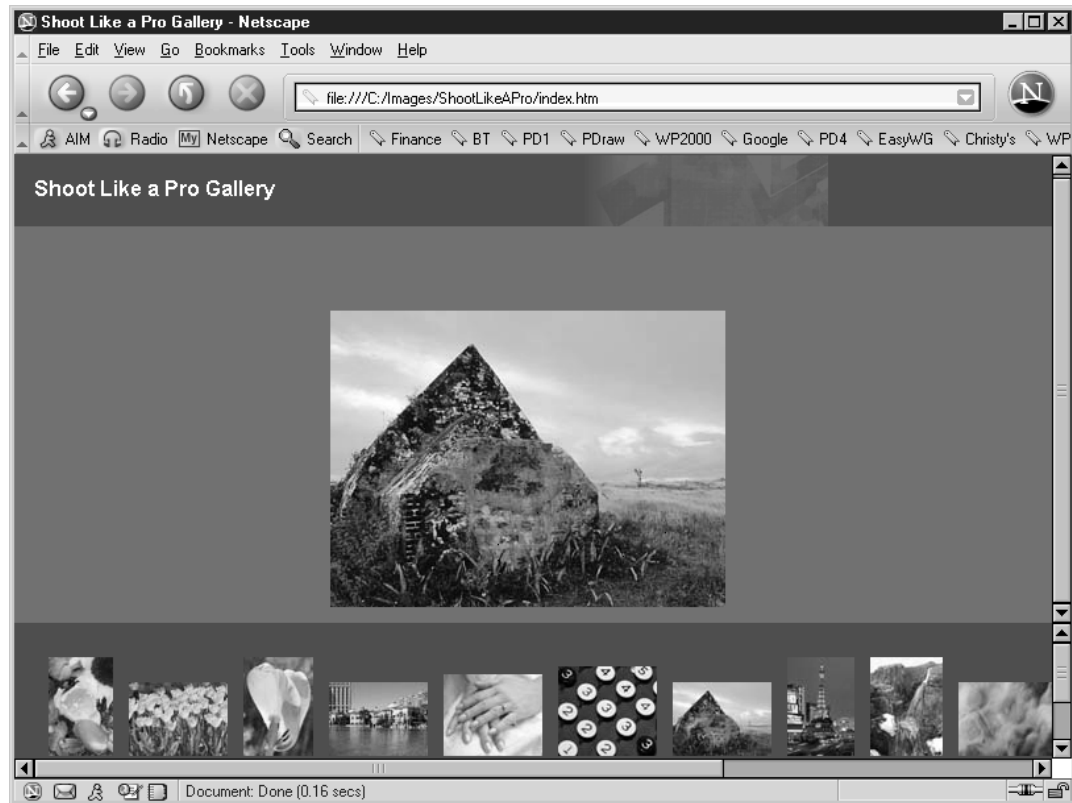 Shoot Like a Pro Gallery - Netscape
File Edit View Go Bookmarks Tools Window Help
file:///C:/Images/ShootLikeAPro/index.htm
N
AIM Radio My Netscape Search Finance BT PD1 PDraw WP2000 Google PD4 EasyWG Christy's WP
Shoot Like a Pro Gallery
Document: Done (0.16 secs)